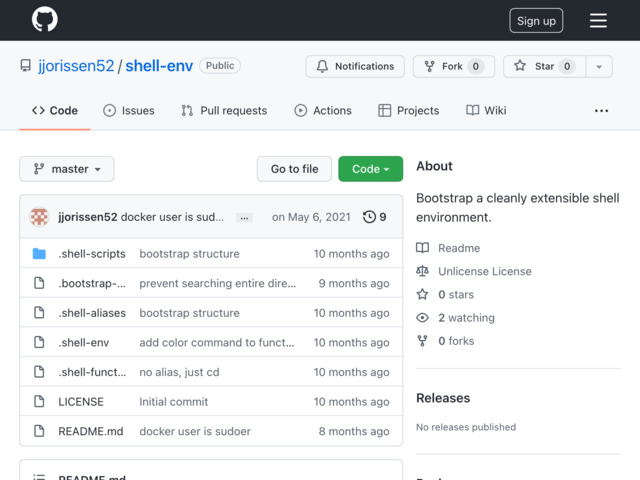 Sign up
jjorissen52 / shell-env Public
Notifications
Fork 0
Star 0
Code
Issues
Pull requests
Actions
Projects
Wiki
master
Go to file
Code
jjorissen52 docker user is sud… ... on May 6, 2021 9
.shell-scripts bootstrap structure 10 months ago
.bootstrap-... prevent searching entire dire… 9 months ago
.shell-aliases bootstrap structure 10 months ago
.shell-env add color command to funct… 10 months ago
.shell-funct... no alias, just cd 10 months ago
LICENSE Initial commit 10 months ago
README.md docker user is sudoer 8 months ago
README.md
About
Bootstrap a cleanly extensible shell
environment.
Readme
Unlicense License
0 stars
2 watching
0 forks
Releases
No releases published